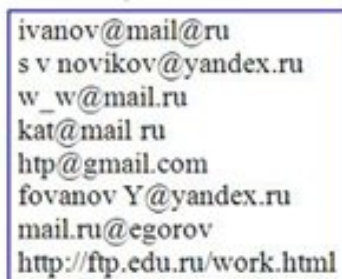 ivanov@mail@ru
s v novikov@yandex.ru
w_w@mail.ru
kat@mail ru
htp@gmail.com
fovanov Y@yandex.ru
mail.ru@egorov
http://ftp.edu.ru/work.html